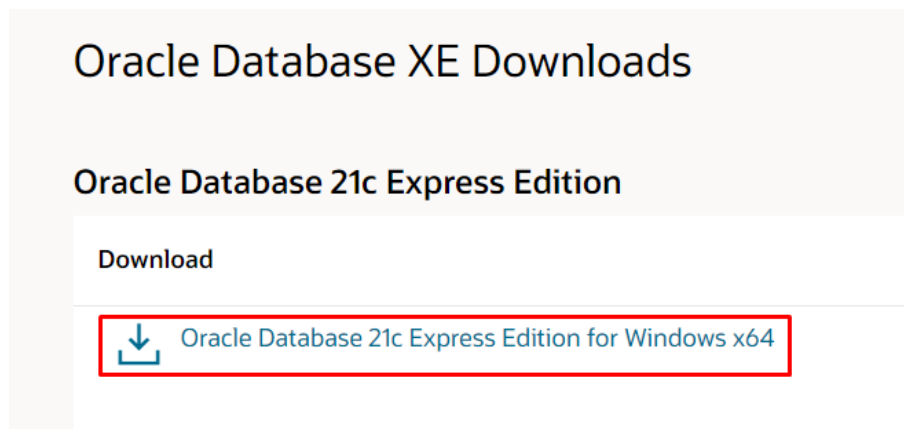 Oracle Database XE Downloads
Oracle Database 21c Express Edition
Download
Oracle Database 21c Express Edition for Windows x64